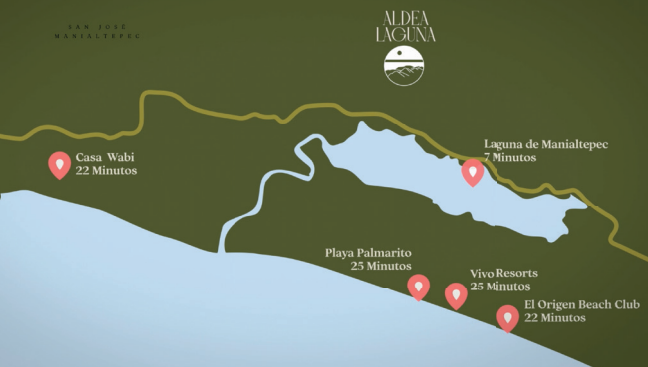 SAN JOSÉ
MANIALTEPEC
ALDEA
LAGUNA
Casa Wabi
22 Minutos
Laguna de Manialtepec
7 Minutos
Playa Palmarito
25 Minutos
Vivo Resorts
25 Minutos
El Origen Beach Club
22 Minutos